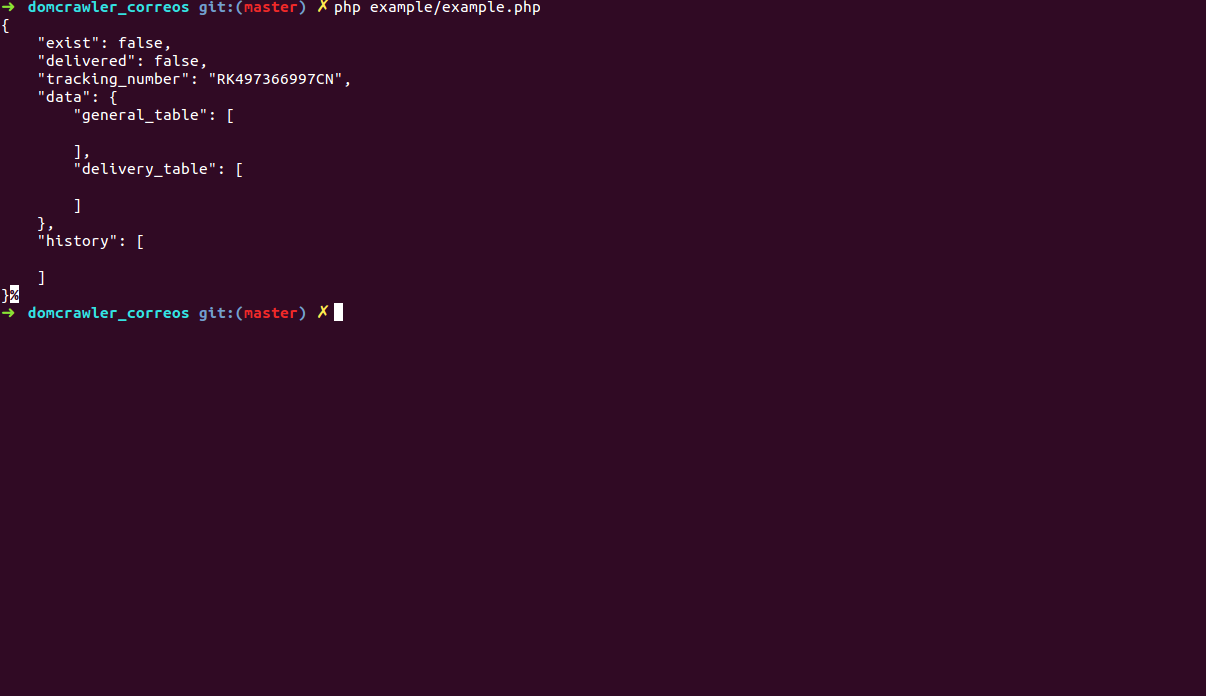 ➜  domcrawler_correos git:(master) ✗ php example/example.php
{
    "exist": false,
    "delivered": false,
    "tracking_number": "RK497366997CN",
    "data": {
        "general_table": [

        ],
        "delivery_table": [

        ]
    },
    "history": [

    ]
}%
➜  domcrawler_correos git:(master) ✗